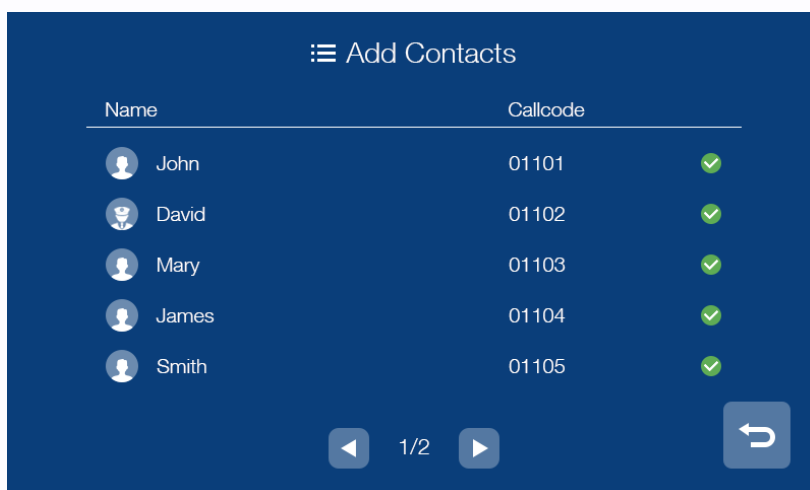 Add Contacts
Name Callcode
John 01101
David 01102
Mary 01103
James 01104
Smith 01105
1/2